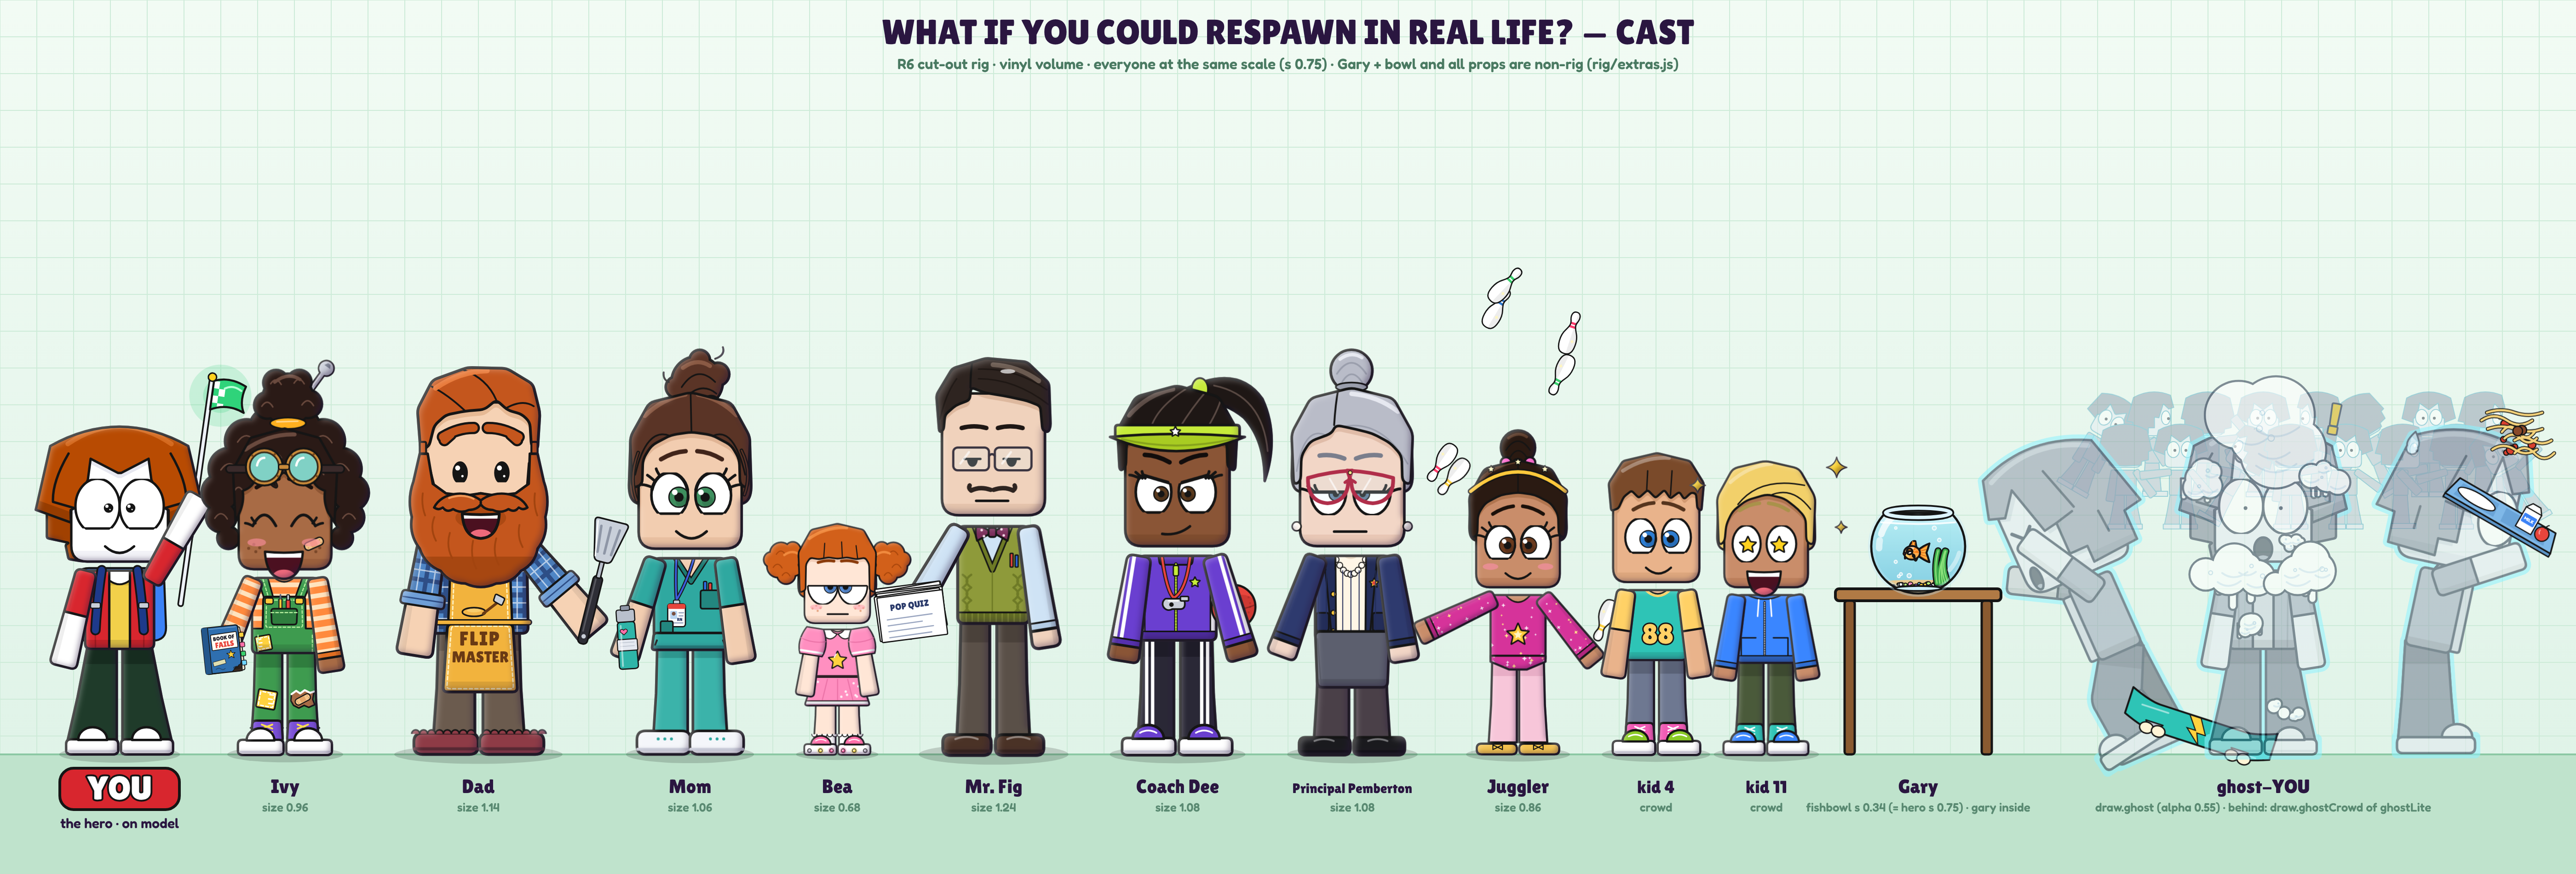 WHAT IF YOU COULD RESPAWN IN REAL LIFE? — CAST
R6 cut-out rig · vinyl volume · everyone at the same scale (s 0.75) · Gary + bowl and all props are non-rig (rig/extras.js)
BOOK OF
FAILS
FLIP
MASTER
POP QUIZ
88
YOU
the hero · on model
Ivy
size 0.96
Dad
size 1.14
Mom
size 1.06
Bea
size 0.68
Mr. Fig
size 1.24
Coach Dee
size 1.08
Principal Pemberton
size 1.08
Juggler
size 0.86
kid 4
crowd
kid 11
crowd
Gary
fishbowl s 0.34 (= hero s 0.75) · gary inside
ghost-YOU
draw.ghost (alpha 0.55) · behind: draw.ghostCrowd of ghostLite